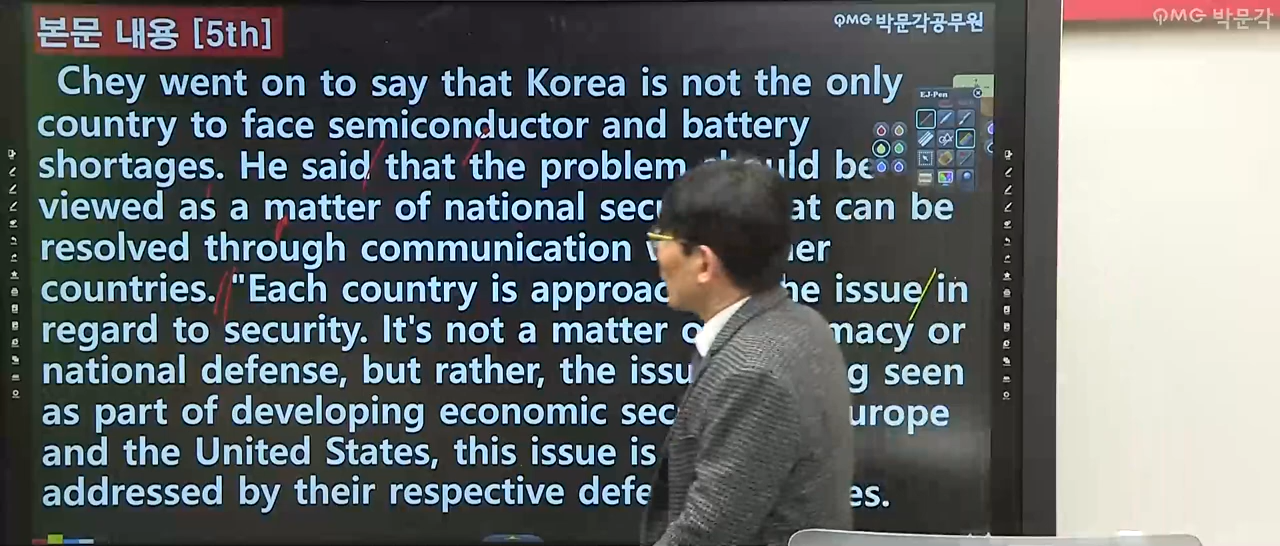 본문 내용 [5th]
QMG 박문각공무원
QMG 박문각
Chey went on to say that Korea is not the only
country to face semiconductor and battery
shortages. He said that the problem be
viewed as a matter of national can be
resolved through communication
countries. "Each country is issue in
regard to security. It's not a matter or
national defense, but rather, the seen
as part of developing economic
and the United States, this issue is
addressed by their respective
EJ-Pen